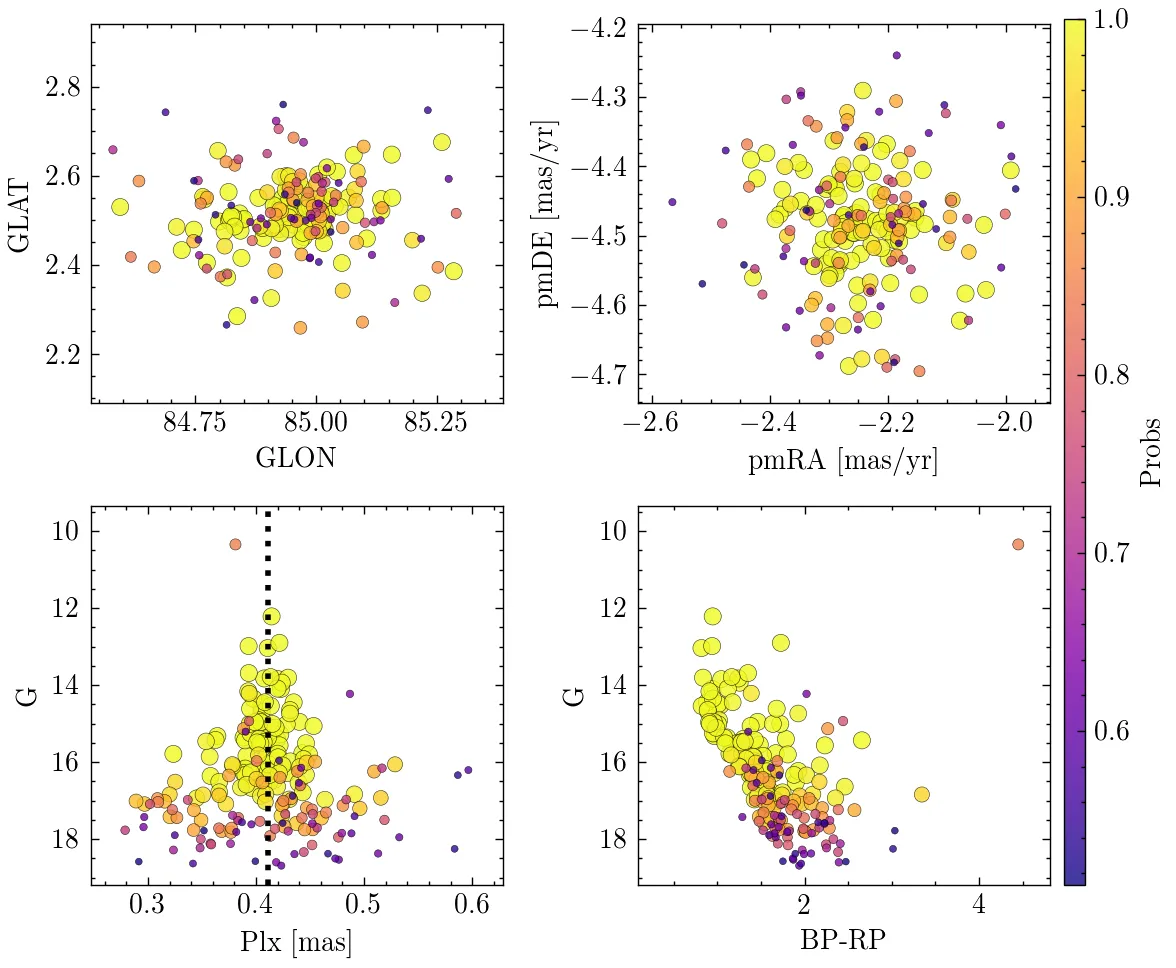 2.8
2.6
2.4
2.2
GLAT
84.75 85.00 85.25
GLON
−4.2
−4.3
−4.4
−4.5
−4.6
−4.7
pmDE [mas/yr]
−2.6 −2.4 −2.2 −2.0
pmRA [mas/yr]
1.0
0.9
0.8
0.7
0.6
Probs
10
12
14
16
18
G
0.3 0.4 0.5 0.6
Plx [mas]
10
12
14
16
18
G
2 4
BP-RP